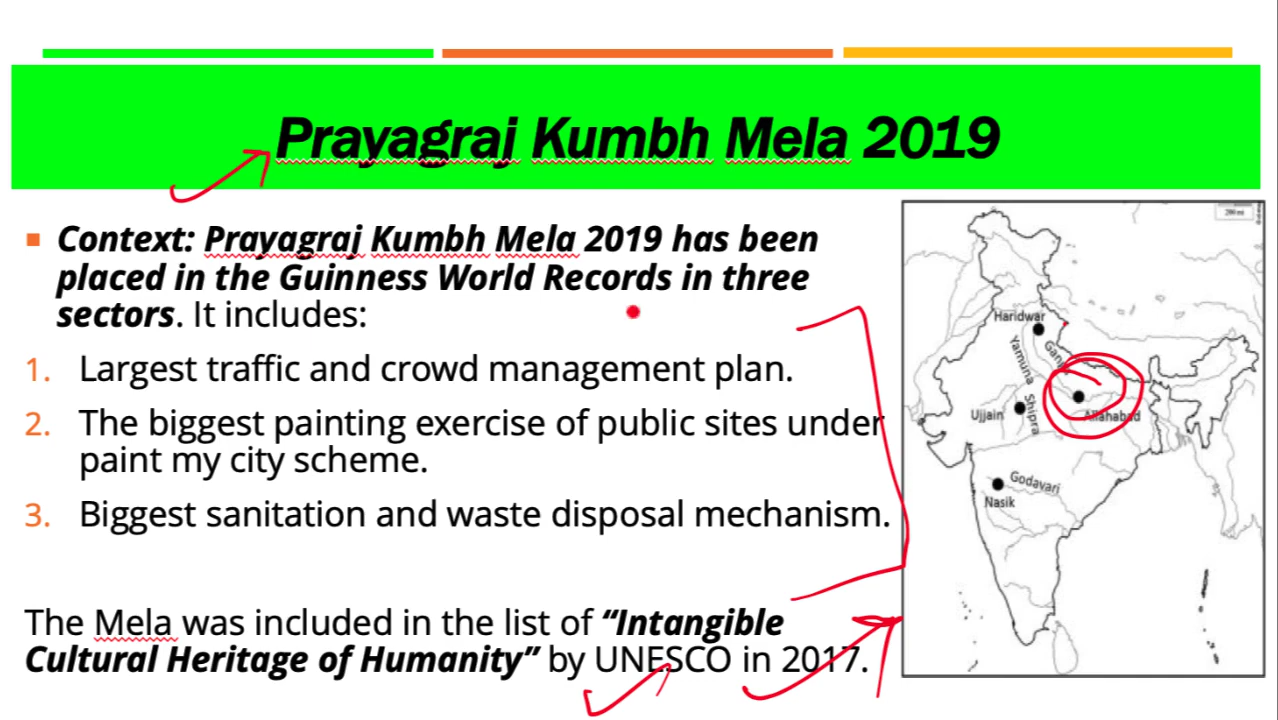 Prayagraj Kumbh Mela 2019
Context: Prayagraj Kumbh Mela 2019 has been
placed in the Guinness World Records in three
sectors. It includes:
1. Largest traffic and crowd management plan.
2. The biggest painting exercise of public sites under
paint my city scheme.
3. Biggest sanitation and waste disposal mechanism.
The Mela was included in the list of “Intangible
Cultural Heritage of Humanity” by UNESCO in 2017.
Haridwar
Yamuna
Allahabad
Ujjain
Shipra
Godavari
Nasik